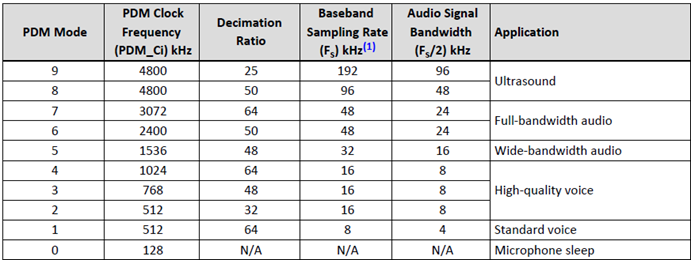 PDM Mode PDM Clock Frequency (PDM_Ci) kHz Decimation Ratio Baseband Sampling Rate (FS) kHz(1) Audio Signal Bandwidth (FS/2) kHz Application
9 4800 25 192 96 Ultrasound
8 4800 50 96 48
7 3072 64 48 24 Full-bandwidth audio
6 2400 50 48 24
5 1536 48 32 16 Wide-bandwidth audio
4 1024 64 16 8 High-quality voice
3 768 48 16 8
2 512 32 16 8
1 512 64 8 4 Standard voice
0 128 N/A N/A N/A Microphone sleep